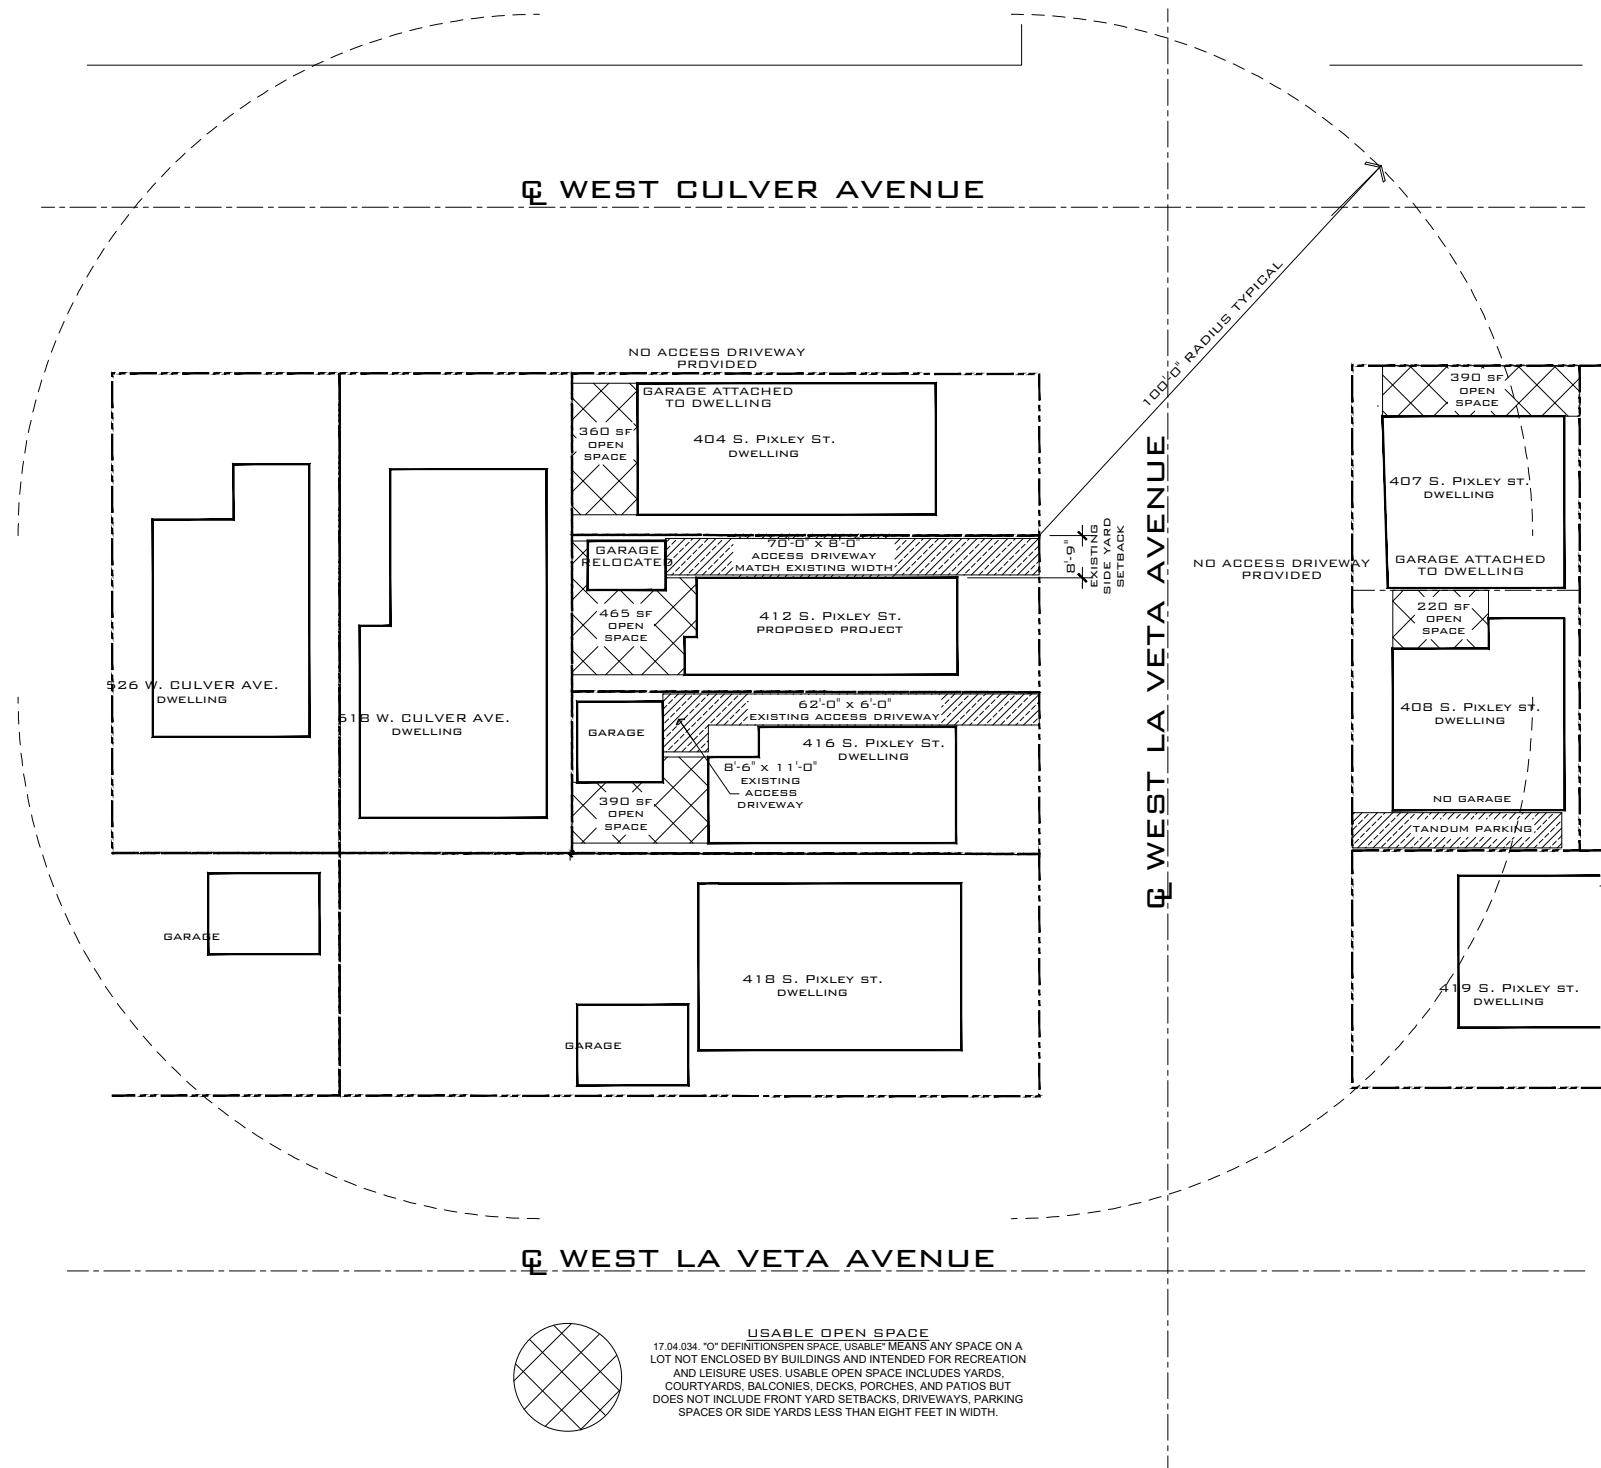 ℄ WEST CULVER AVENUE
100'-0" RADIUS TYPICAL
NO ACCESS DRIVEWAY
PROVIDED
GARAGE ATTACHED
TO DWELLING
404 S. PIXLEY ST.
DWELLING
360 SF
OPEN
SPACE
GARAGE
RELOCATED
70'-0" X 8'-0"
ACCESS DRIVEWAY
MATCH EXISTING WIDTH
8'-9"
EXISTING
SIDE YARD
SETBACK
465 SF
OPEN
SPACE
412 S. PIXLEY ST.
PROPOSED PROJECT
526 W. CULVER AVE.
DWELLING
518 W. CULVER AVE.
DWELLING
62'-0" X 6'-0"
EXISTING ACCESS DRIVEWAY
GARAGE
416 S. PIXLEY ST.
DWELLING
8'-6" X 11'-0"
EXISTING
ACCESS
DRIVEWAY
390 SF
OPEN
SPACE
GARAGE
418 S. PIXLEY ST.
DWELLING
GARAGE
℄ WEST LA VETA AVENUE
390 SF
OPEN
SPACE
407 S. PIXLEY ST.
DWELLING
NO ACCESS DRIVEWAY
PROVIDED
GARAGE ATTACHED
TO DWELLING
220 SF
OPEN
SPACE
408 S. PIXLEY ST.
DWELLING
NO GARAGE
TANDUM PARKING
419 S. PIXLEY ST.
DWELLING
℄ WEST LA VETA AVENUE
USABLE OPEN SPACE
17.04.034. "O" DEFINITIONSPEN SPACE, USABLE" MEANS ANY SPACE ON A
LOT NOT ENCLOSED BY BUILDINGS AND INTENDED FOR RECREATION
AND LEISURE USES. USABLE OPEN SPACE INCLUDES YARDS,
COURTYARDS, BALCONIES, DECKS, PORCHES, AND PATIOS BUT
DOES NOT INCLUDE FRONT YARD SETBACKS, DRIVEWAYS, PARKING
SPACES OR SIDE YARDS LESS THAN EIGHT FEET IN WIDTH.